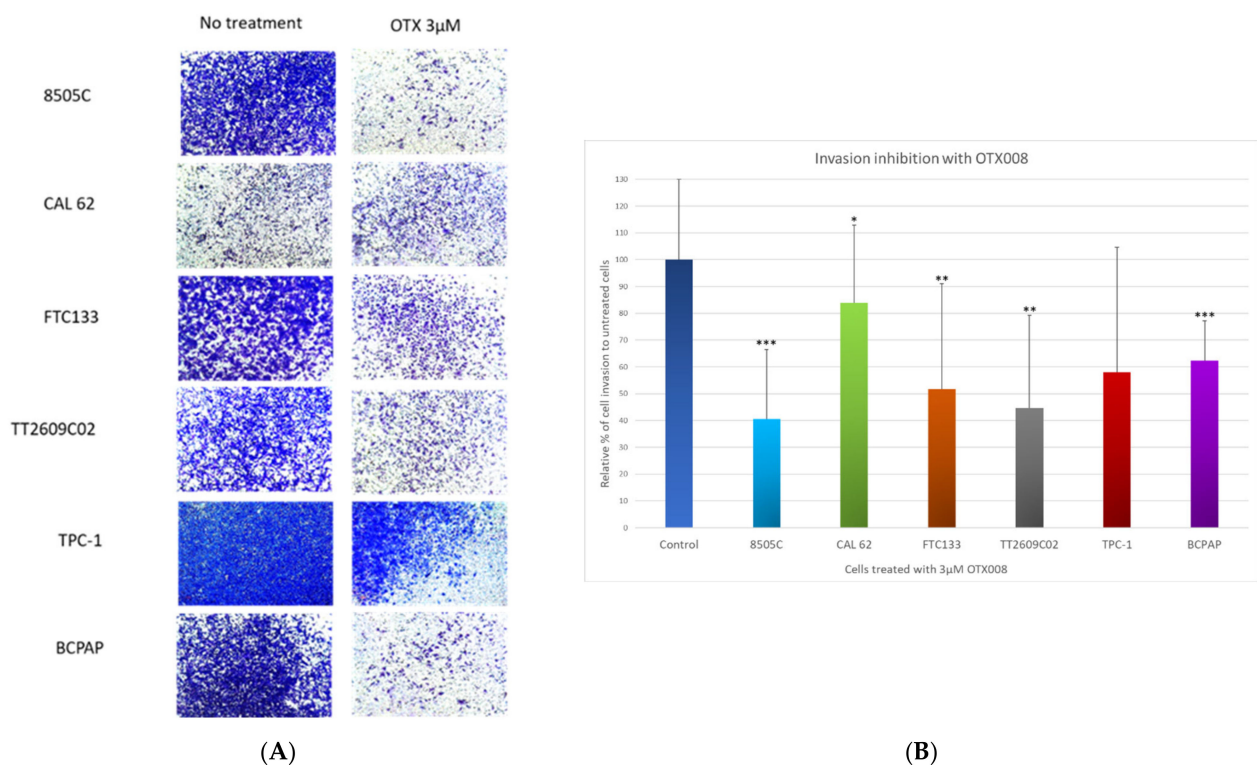 No treatment OTX 3µM
8505C
CAL 62
FTC133
TT2609C02
TPC-1
BCPAP
(A)
Invasion inhibition with OTX008
Relative % of cell invasion to untreated cells
130
120
110
100
90
80
70
60
50
40
30
20
10
0
*
**
**
***
***
Control 8505C CAL 62 FTC133 TT2609C02 TPC-1 BCPAP
Cells treated with 3µM OTX008
(B)